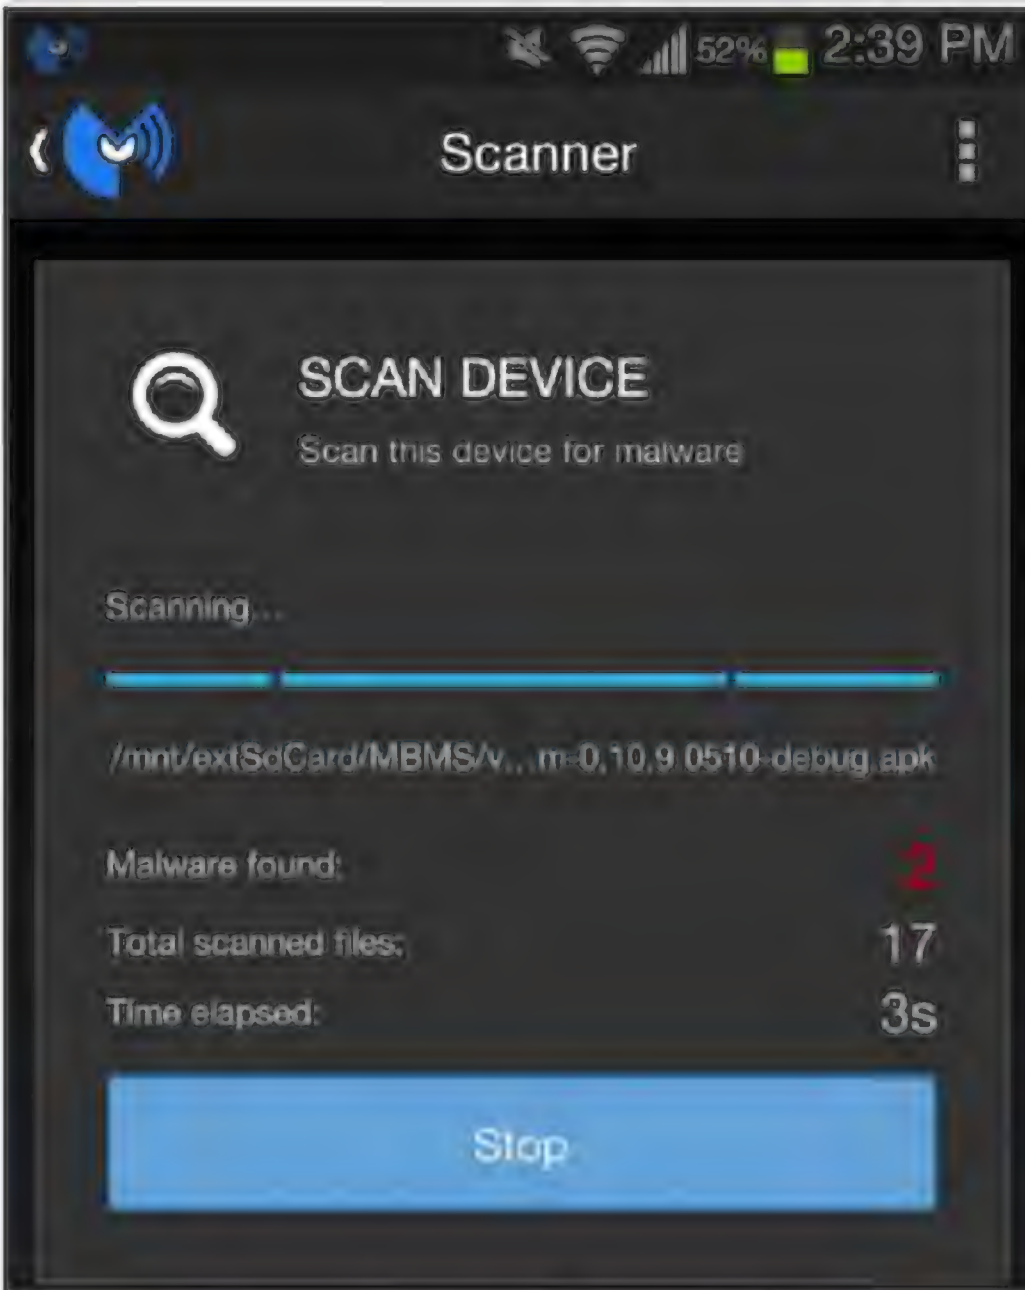 52% 2:39 PM
Scanner
SCAN DEVICE
Scan this device for malware
Scanning...
/mnt/extSdCard/MBMS/v...m-0.10.9.0510-debug.apk
Malware found: 2
Total scanned files: 17
Time elapsed: 3s
Stop